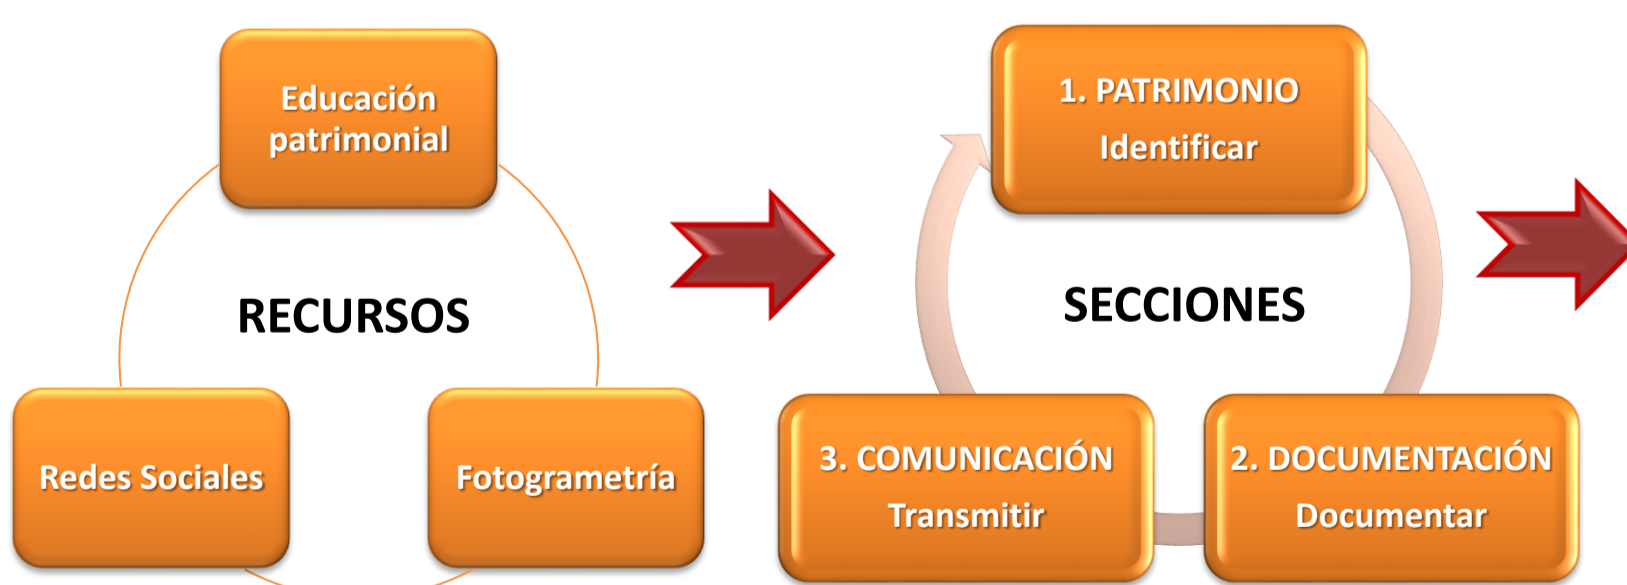 Educación
patrimonial
RECURSOS
Redes Sociales
Fotogrametría
1. PATRIMONIO
Identificar
SECCIONES
3. COMUNICACIÓN
Transmitir
2. DOCUMENTACIÓN
Documentar